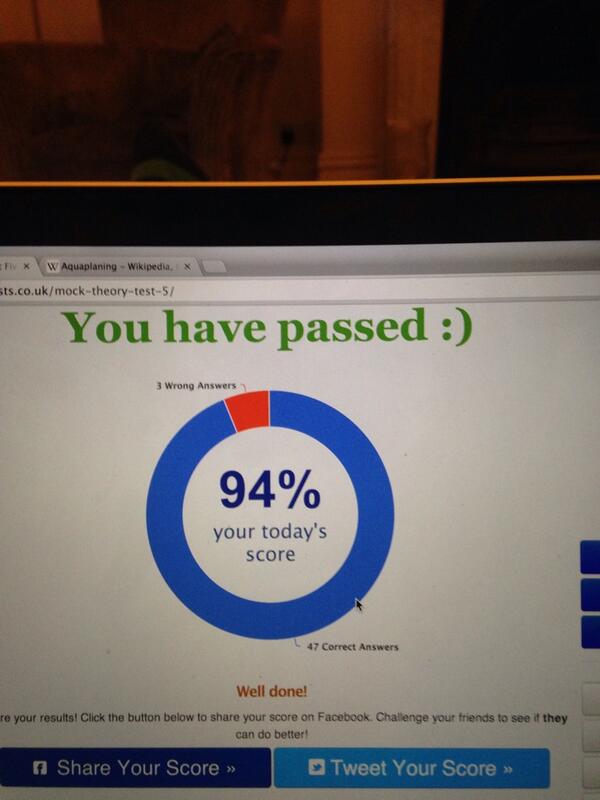 Fiv
Aquaplaning – Wikipedia,
sts.co.uk/mock-theory-test-5/
You have passed :)
3 Wrong Answers
94%
your today's
score
47 Correct Answers
Well done!
re your results! Click the button below to share your score on Facebook. Challenge your friends to see if they
can do better!
Share Your Score »
Tweet Your Score »